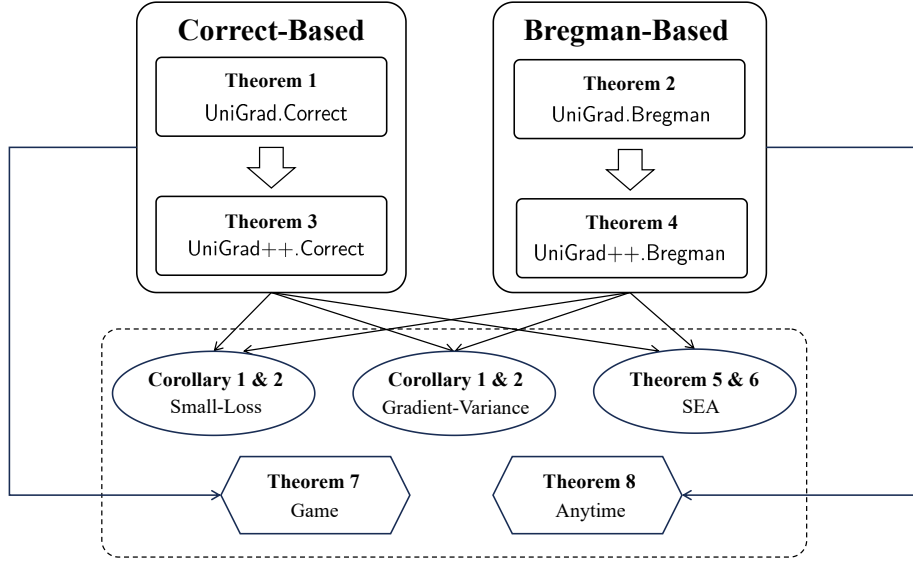 Correct-Based
Theorem 1
UniGrad.Correct
Theorem 3
UniGrad++.Correct
Bregman-Based
Theorem 2
UniGrad.Bregman
Theorem 4
UniGrad++.Bregman
Corollary 1 & 2
Small-Loss
Corollary 1 & 2
Gradient-Variance
Theorem 5 & 6
SEA
Theorem 7
Game
Theorem 8
Anytime